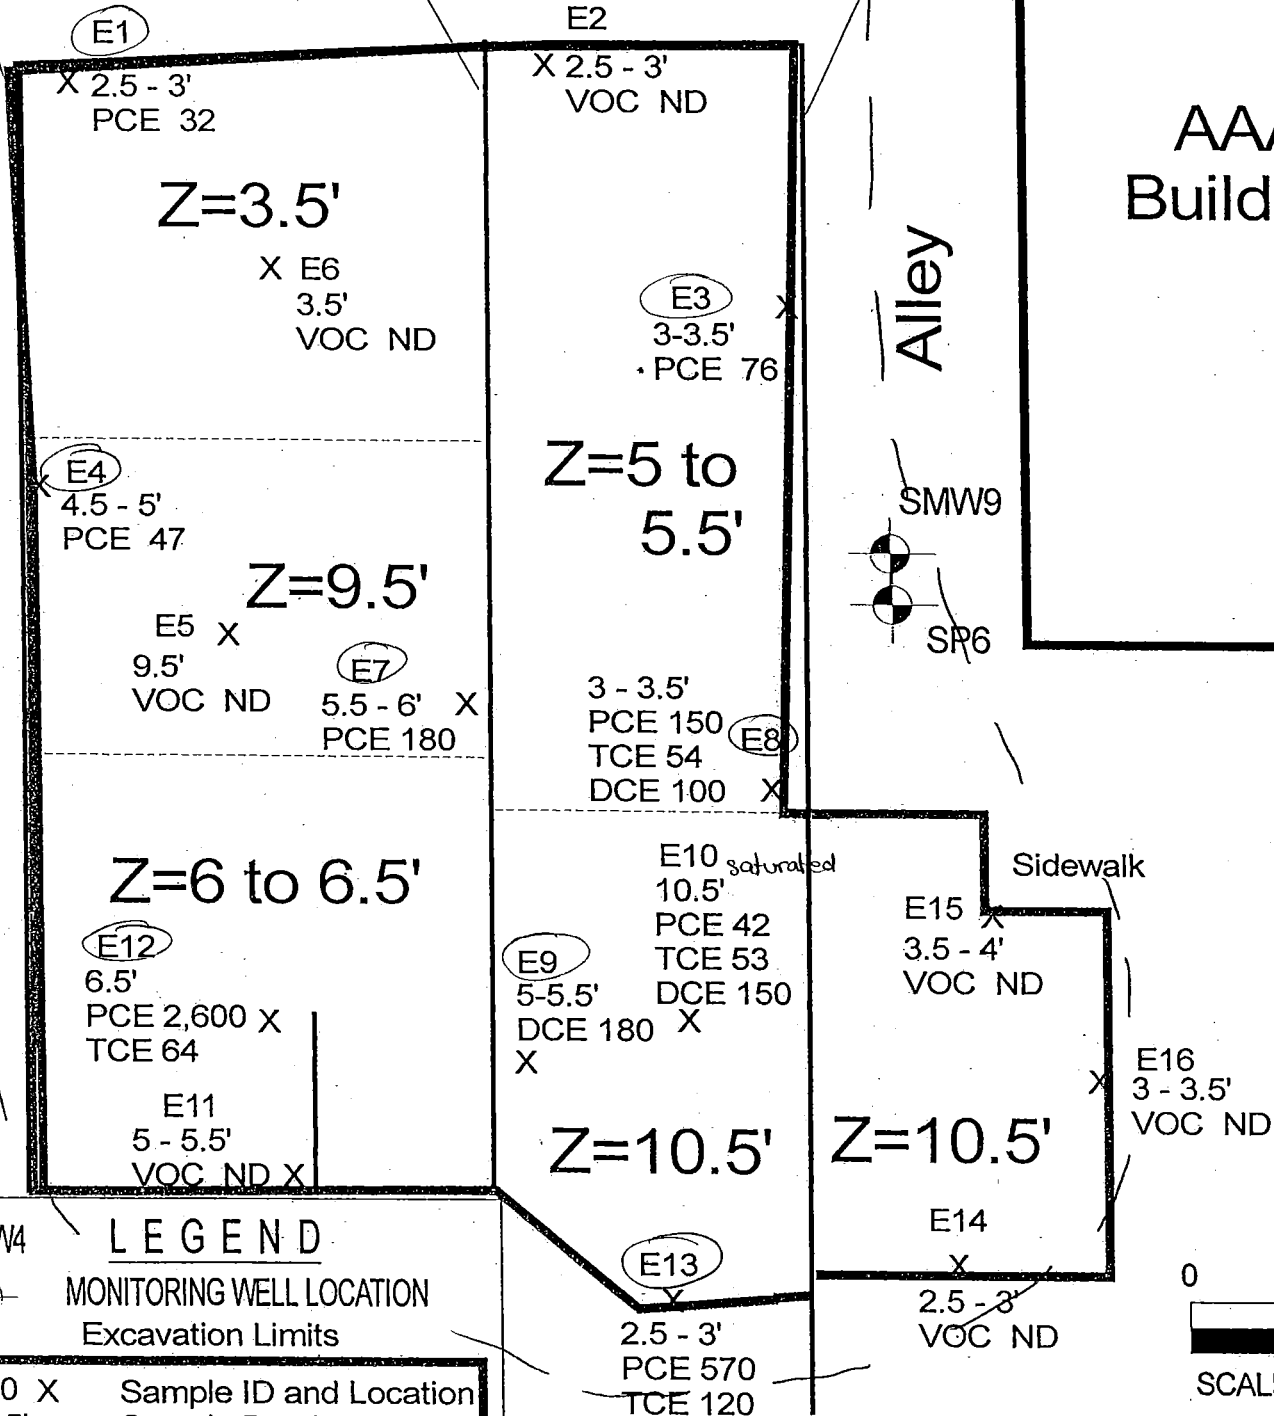 E1
X 2.5 - 3'
PCE 32
E2
X 2.5 - 3'
VOC ND
AAA
Build
Z=3.5'
X E6
3.5'
VOC ND
E3
X
3-3.5'
PCE 76
Alley
E4
X
4.5 - 5'
PCE 47
Z=5 to
5.5'
SMW9
SP6
Z=9.5'
E5 X
9.5'
VOC ND
E7
5.5 - 6' X
PCE 180
3 - 3.5'
PCE 150
E8
TCE 54
DCE 100 X
Z=6 to 6.5'
E10 saturated
10.5'
PCE 42
TCE 53
DCE 150
X
Sidewalk
E15
X
3.5 - 4'
VOC ND
E12
6.5'
PCE 2,600 X
TCE 64
E9
5-5.5'
DCE 180
X
E11
5 - 5.5'
VOC ND X
X E16
3 - 3.5'
VOC ND
Z=10.5'
Z=10.5'
E14
X
2.5 - 3'
VOC ND
E13
X
2.5 - 3'
PCE 570
TCE 120
W4
LEGEND
MONITORING WELL LOCATION
Excavation Limits
0 X Sample ID and Location
0
SCAL